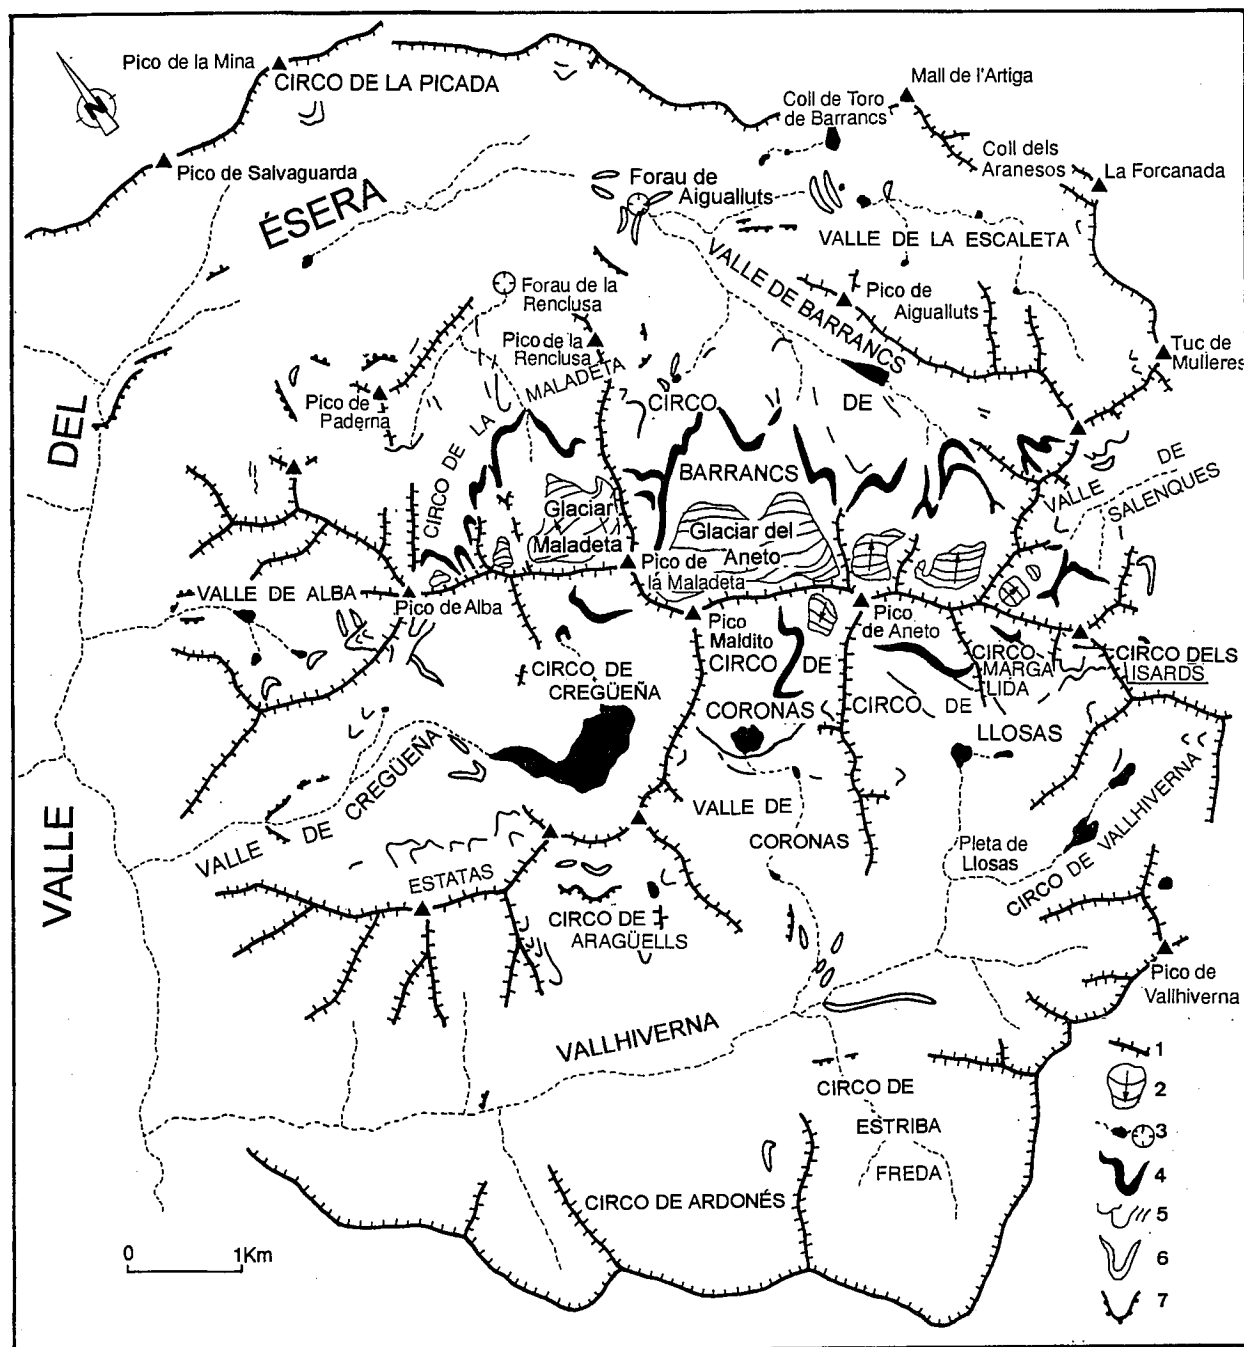 Pico de la Mina
CIRCO DE LA PICADA
Mall de l'Artiga
Coll de Toro
de Barrancs
Coll dels
Aranesos
La Forcanada
Pico de Salvaguarda
Forau de
Aigualluts
ÉSERA
VALLE DE LA ESCALETA
VALLE DE BARRANCS
Forau de la
Renclusa
Pico de
Aigualluts
Pico de la
Renclusa
Tuc de
Mulleres
Pico de
Paderna
CIRCO DE LA MALADETA
CIRCO
DE
BARRANCS
DEL
VALLE
DE
SALENQUES
Glaciar
Maladeta
Glaciar del
Aneto
Pico de
la Maladeta
VALLE DE ALBA
Pico de Alba
Pico
Maldito
Pico
de Aneto
CIRCO DE
CREGÜEÑA
CIRCO DE
CORONAS
CIRCO
MARGA
LIDA
CIRCO DELS
ISARDS
CIRCO DE
LLOSAS
VALLE DE CREGÜEÑA
VALLE DE
CORONAS
Pleta de
Llosas
CIRCO DE VALLHIVERNA
VALLE
ESTATAS
CIRCO DE
ARAGÜELLS
Pico de
Vallhiverna
VALLHIVERNA
CIRCO DE
ESTRIBA
FREDA
CIRCO DE ARDONÉS
0 1Km
N
1
2
3
4
5
6
7